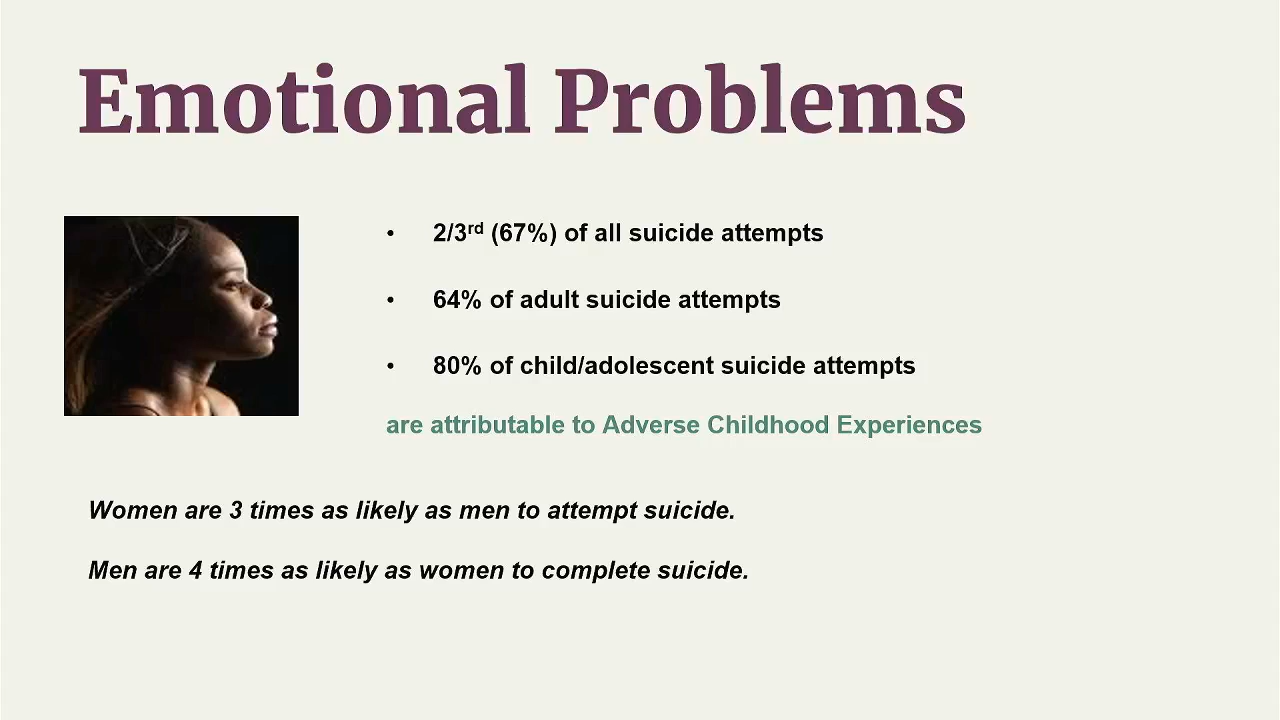 Emotional Problems
• 2/3rd (67%) of all suicide attempts
• 64% of adult suicide attempts
• 80% of child/adolescent suicide attempts
are attributable to Adverse Childhood Experiences
Women are 3 times as likely as men to attempt suicide.
Men are 4 times as likely as women to complete suicide.